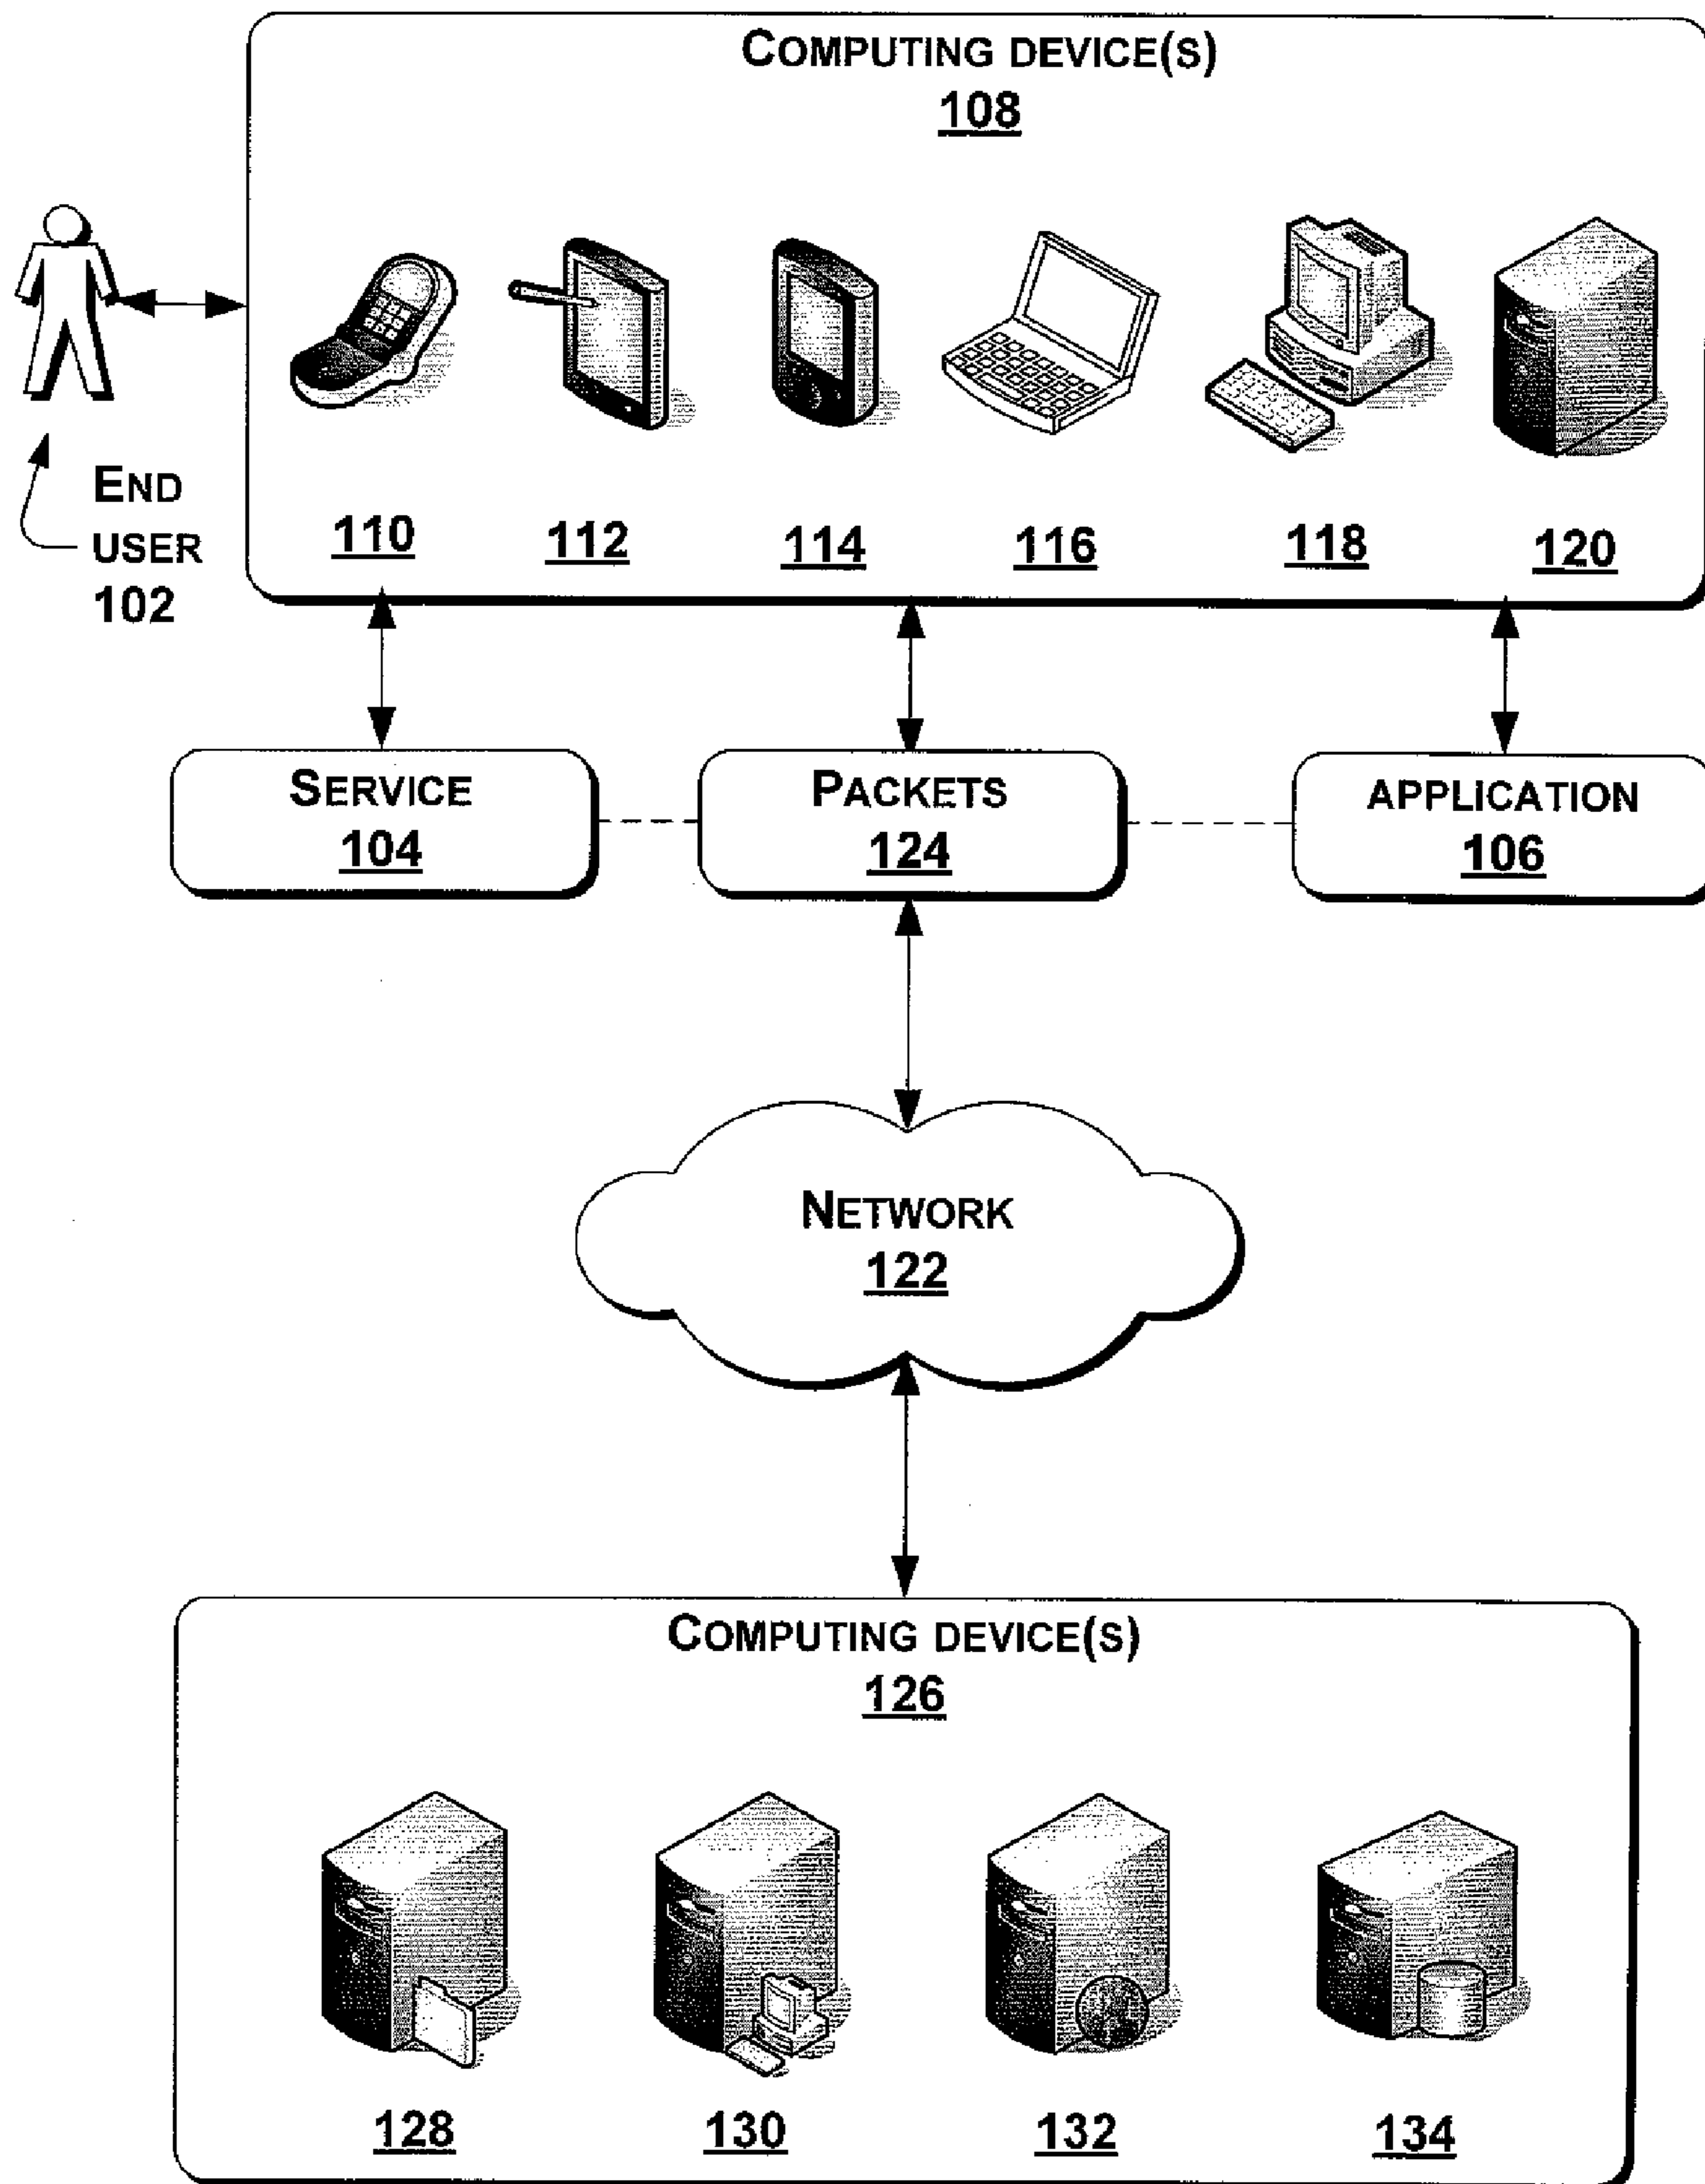 COMPUTING DEVICE(S)
108
END
USER
102
110 112 114 116 118 120
SERVICE
104
PACKETS
124
APPLICATION
106
NETWORK
122
COMPUTING DEVICE(S)
126
128 130 132 134